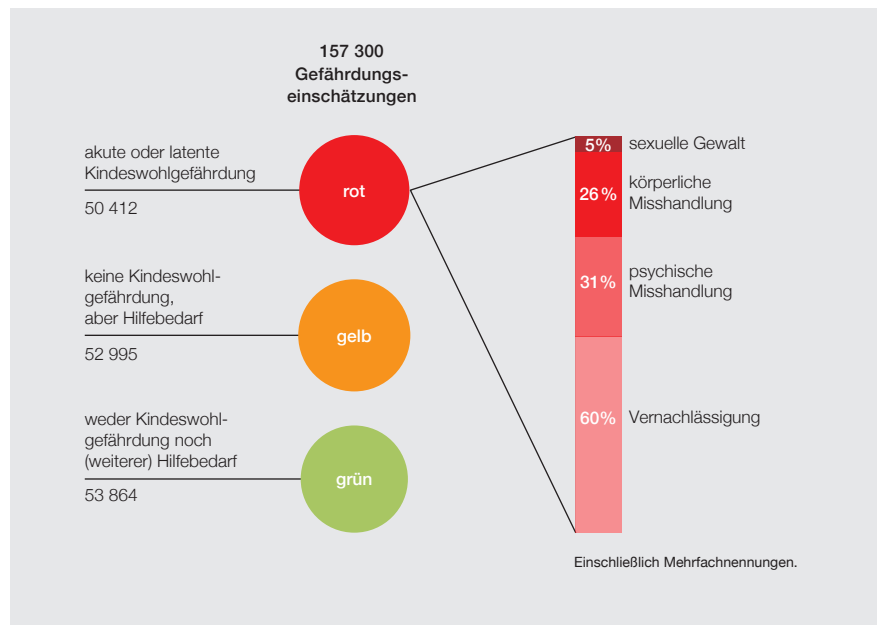 157 300
Gefährdungs-
einschätzungen
akute oder latente
Kindeswohlgefährdung
50 412
rot
keine Kindeswohl-
gefährdung,
aber Hilfebedarf
52 995
gelb
weder Kindeswohl-
gefährdung noch
(weiterer) Hilfebedarf
53 864
grün
5% sexuelle Gewalt
26% körperliche
Misshandlung
31% psychische
Misshandlung
60% Vernachlässigung
Einschließlich Mehrfachnennungen.